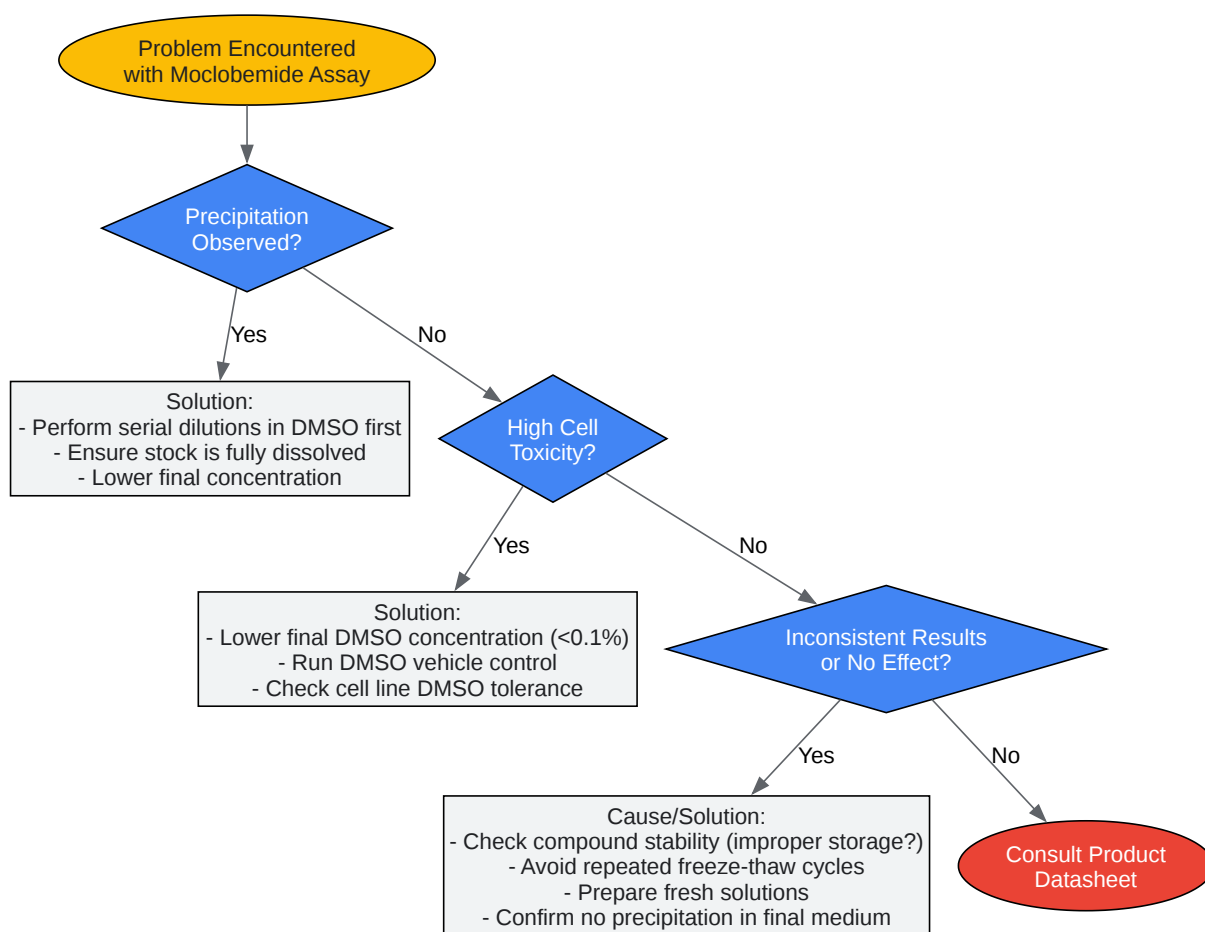 Problem Encountered
with Moclobemide Assay
Precipitation
Observed?
Yes
No
Solution:
- Perform serial dilutions in DMSO first
- Ensure stock is fully dissolved
- Lower final concentration
High Cell
Toxicity?
Yes
No
Solution:
- Lower final DMSO concentration (<0.1%)
- Run DMSO vehicle control
- Check cell line DMSO tolerance
Inconsistent Results
or No Effect?
Yes
No
Cause/Solution:
- Check compound stability (improper storage?)
- Avoid repeated freeze-thaw cycles
- Prepare fresh solutions
- Confirm no precipitation in final medium
Consult Product
Datasheet